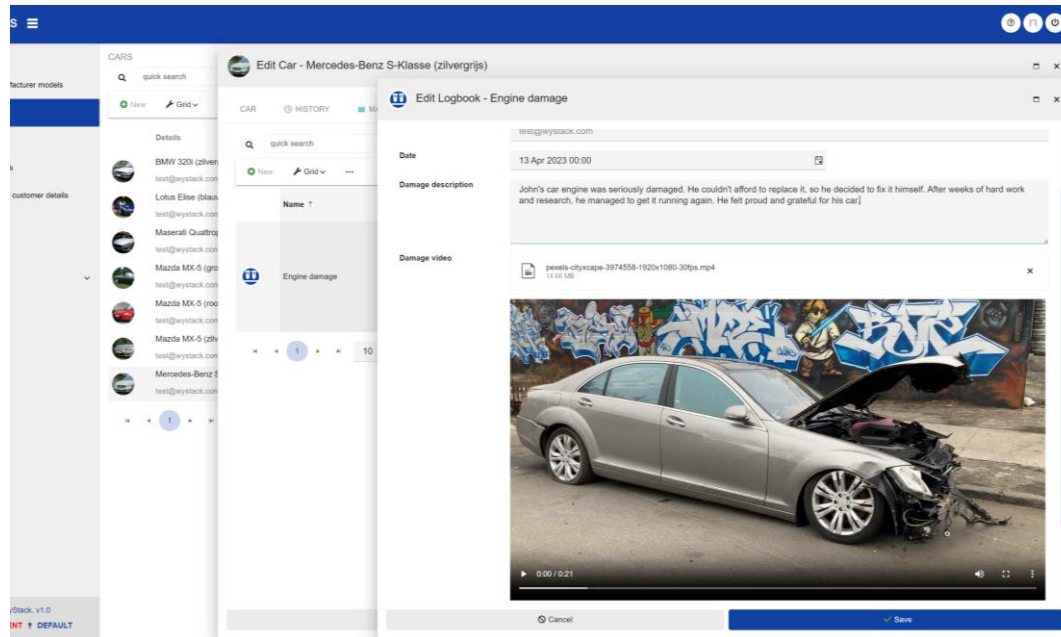 S
CARS
quick search
New
Grid
Details
BMW 320i (zilver
test@wystack.com
Lotus Elise (blauw
test@wystack.com
Maserati Quattrop
test@wystack.com
Mazda MX-5 (gro
test@wystack.com
Mazda MX-5 (roo
test@wystack.com
Mazda MX-5 (zilv
test@wystack.com
Mercedes-Benz S
test@wystack.com
1
facturer models
s
customer details
yStack. v1.0
NT DEFAULT
Edit Car - Mercedes-Benz S-Klasse (zilvergrijs)
CAR
HISTORY
MA
quick search
New
Grid
Name ↑
Engine damage
1
10
Edit Logbook - Engine damage
test@wystack.com
Date
13 Apr 2023 00:00
Damage description
John's car engine was seriously damaged. He couldn't afford to replace it, so he decided to fix it himself. After weeks of hard work
and research, he managed to get it running again. He felt proud and grateful for his car.
Damage video
pexels-cityxcape-3974558-1920x1080-30fps.mp4
14.66 MB
0:00 / 0:21
Cancel
Save